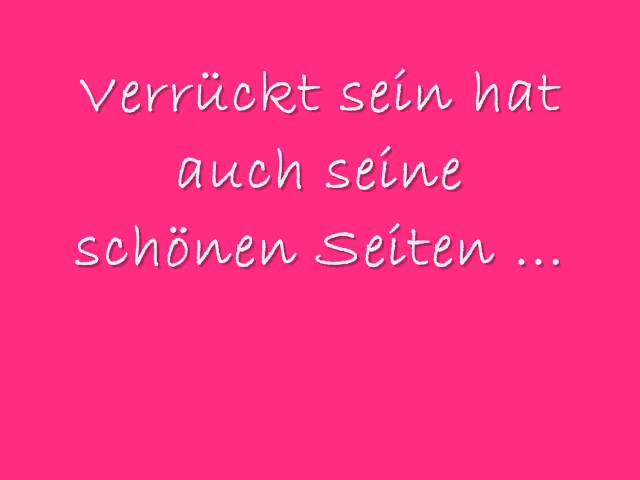 Verrückt sein hat
auch seine
schönen Seiten ...